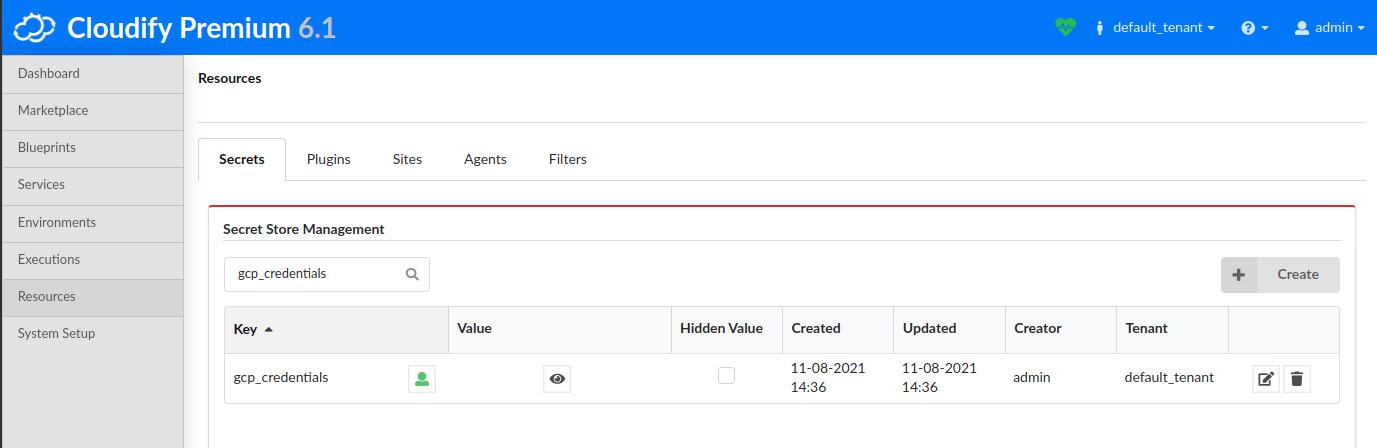 Cloudify Premium 6.1
default_tenant
admin
Dashboard
Marketplace
Blueprints
Services
Environments
Executions
Resources
System Setup
Resources
Secrets Plugins Sites Agents Filters
Secret Store Management
gcp_credentials
Create
Key Value Hidden Value Created Updated Creator Tenant
gcp_credentials 11-08-2021 14:36 11-08-2021 14:36 admin default_tenant